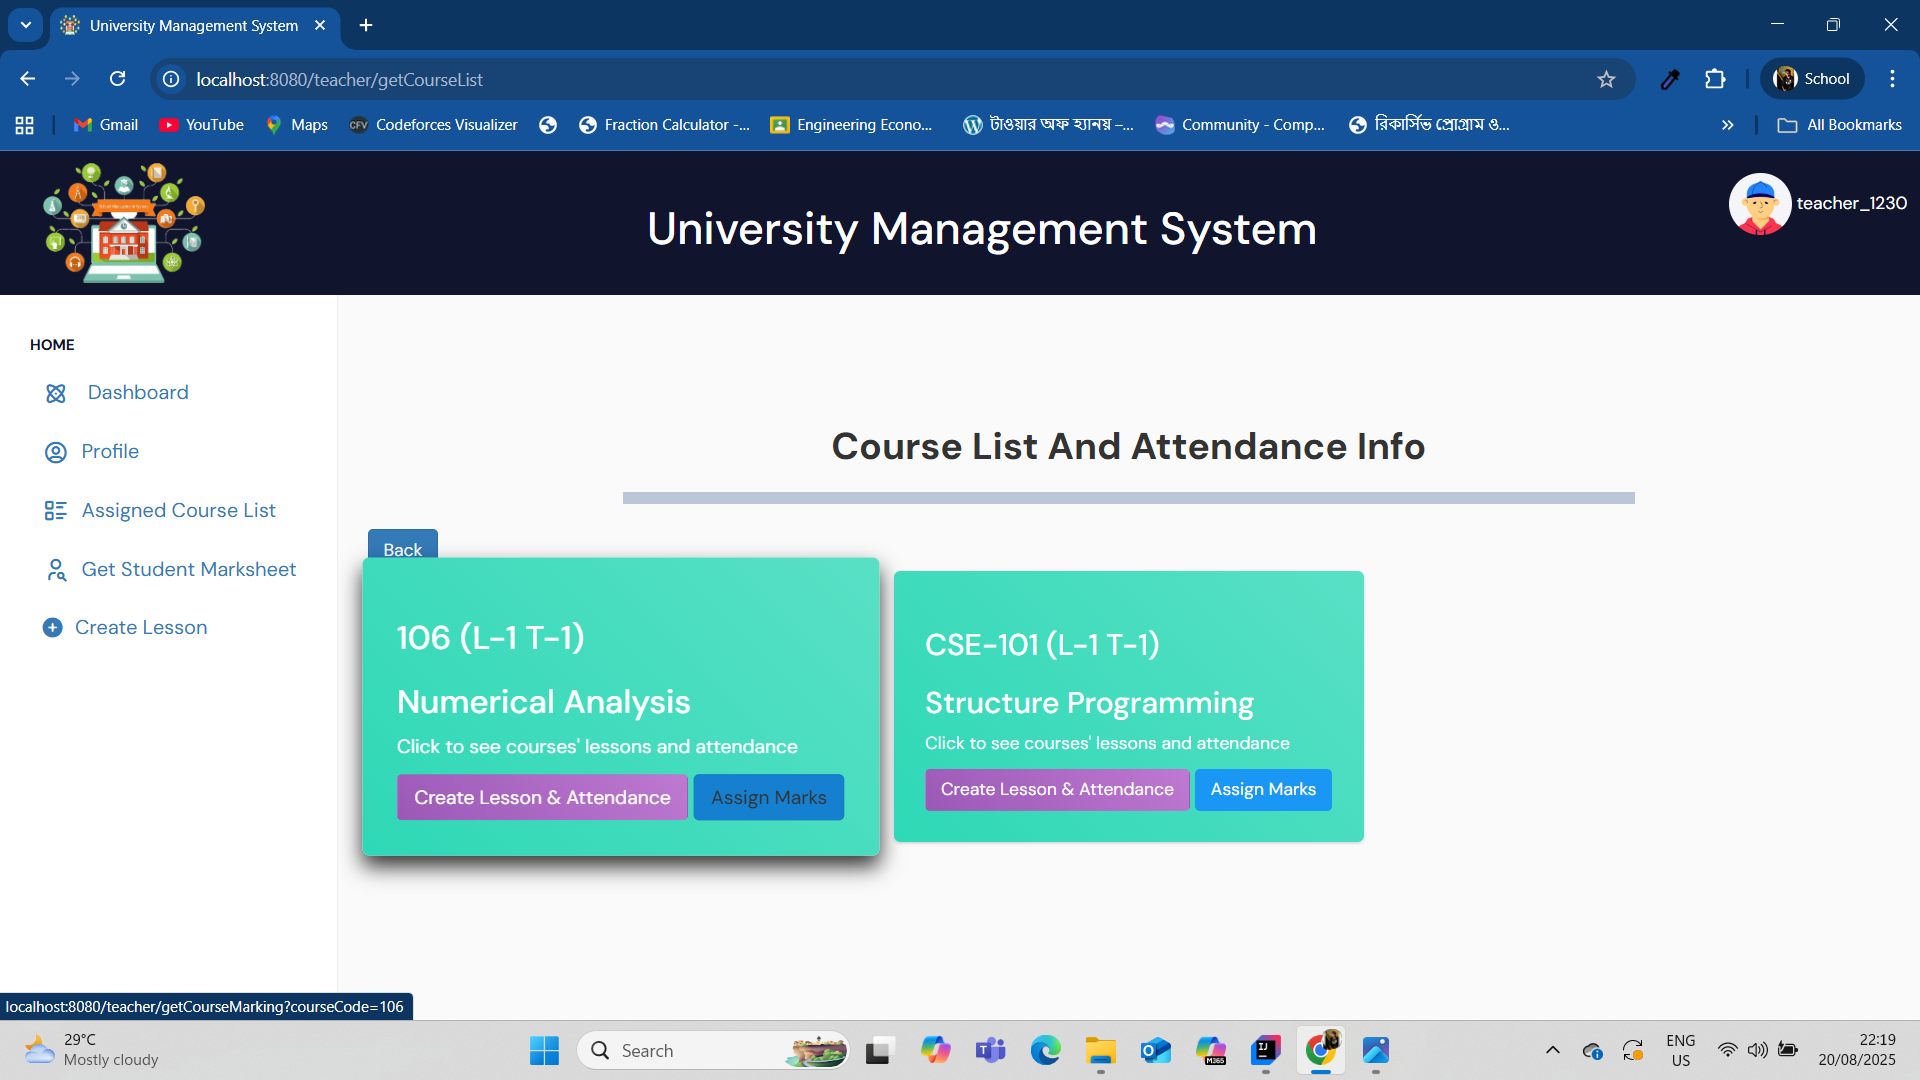 University Management System
localhost:8080/teacher/getCourseList
School
Gmail
YouTube
Maps
CFV
Codeforces Visualizer
Fraction Calculator -...
Engineering Econo...
টাওয়ার অফ হ্যানয় –...
Community - Comp...
রিকার্সিভ প্রোগ্রাম ও...
All Bookmarks
University Management System
teacher_1230
HOME
Dashboard
Profile
Assigned Course List
Get Student Marksheet
Create Lesson
Course List And Attendance Info
Back
106 (L-1 T-1)
Numerical Analysis
Click to see courses' lessons and attendance
Create Lesson & Attendance
Assign Marks
CSE-101 (L-1 T-1)
Structure Programming
Click to see courses' lessons and attendance
Create Lesson & Attendance
Assign Marks
localhost:8080/teacher/getCourseMarking?courseCode=106
29°C
Mostly cloudy
Search
M365
ENG
US
22:19
20/08/2025